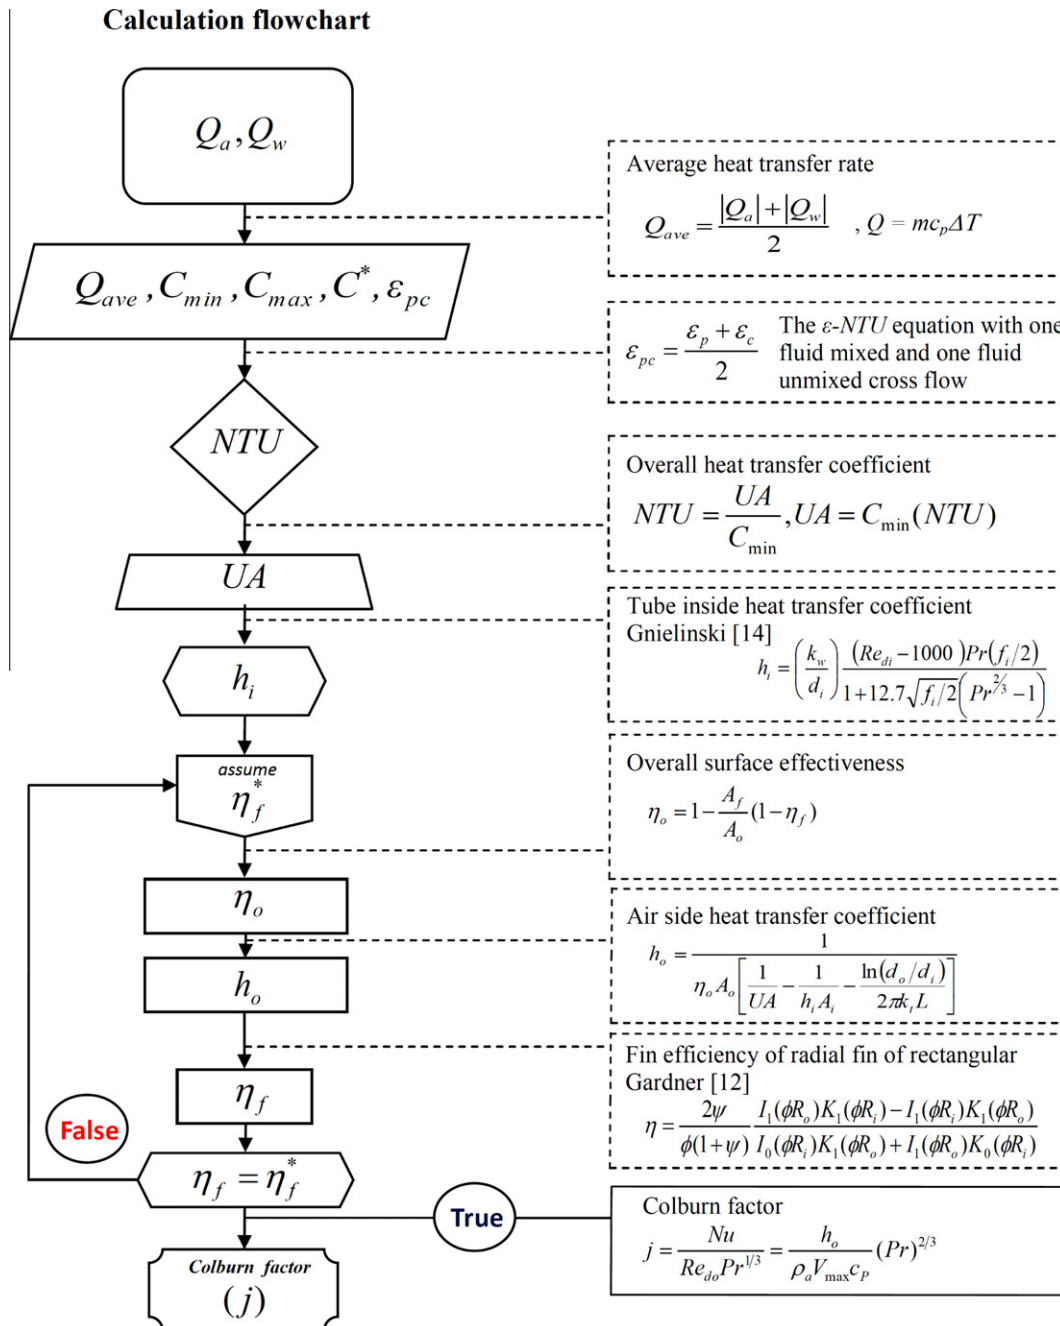 Calculation flowchart
Q_a, Q_w
Average heat transfer rate
Q_ave = (|Q_a| + |Q_w|) / 2 , Q = mc_pΔT
Q_ave, C_min, C_max, C^*, ε_pc
ε_pc = (ε_p + ε_c) / 2
The ε-NTU equation with one
fluid mixed and one fluid
unmixed cross flow
NTU
Overall heat transfer coefficient
NTU = UA / C_min, UA = C_min(NTU)
UA
Tube inside heat transfer coefficient
Gnielinski [14]
h_i = (k_w / d_i) (Re_di − 1000)Pr(f_i/2) / (1+12.7√(f_i/2)(Pr^(2/3) − 1))
h_i
assume
η_f^*
Overall surface effectiveness
η_o = 1 − (A_f / A_o)(1 − η_f)
η_o
Air side heat transfer coefficient
h_o = 1 / (η_o A_o [1/UA − 1/(h_i A_i) − ln(d_o/d_i)/(2πk_t L)])
h_o
Fin efficiency of radial fin of rectangular
Gardner [12]
η = (2ψ / (φ(1+ψ))) (I_1(φR_o)K_1(φR_i) − I_1(φR_i)K_1(φR_o)) / (I_0(φR_i)K_1(φR_o) + I_1(φR_o)K_0(φR_i))
η_f
False
η_f = η_f^*
True
Colburn factor
j = Nu / (Re_do Pr^(1/3)) = (h_o / (ρ_a V_max c_P)) (Pr)^(2/3)
Colburn factor
(j)